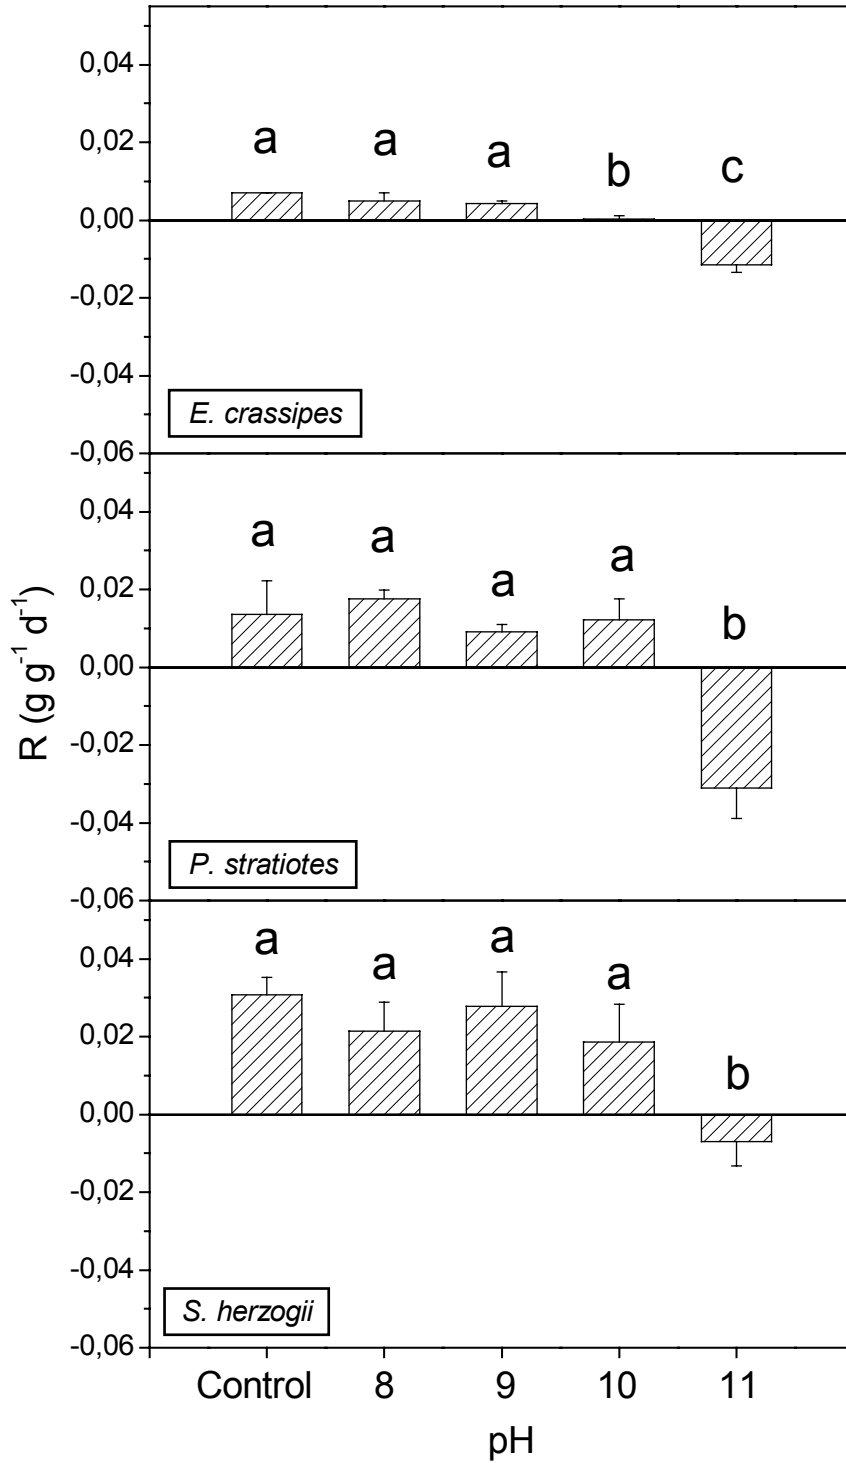 0,04
0,02
0,00
-0,02
-0,04
-0,06
a a a b c
E. crassipes
0,04
0,02
0,00
-0,02
-0,04
-0,06
a a a a b
P. stratiotes
R (g g⁻¹ d⁻¹)
0,04
0,02
0,00
-0,02
-0,04
-0,06
a a a a b
S. herzogii
Control 8 9 10 11
pH